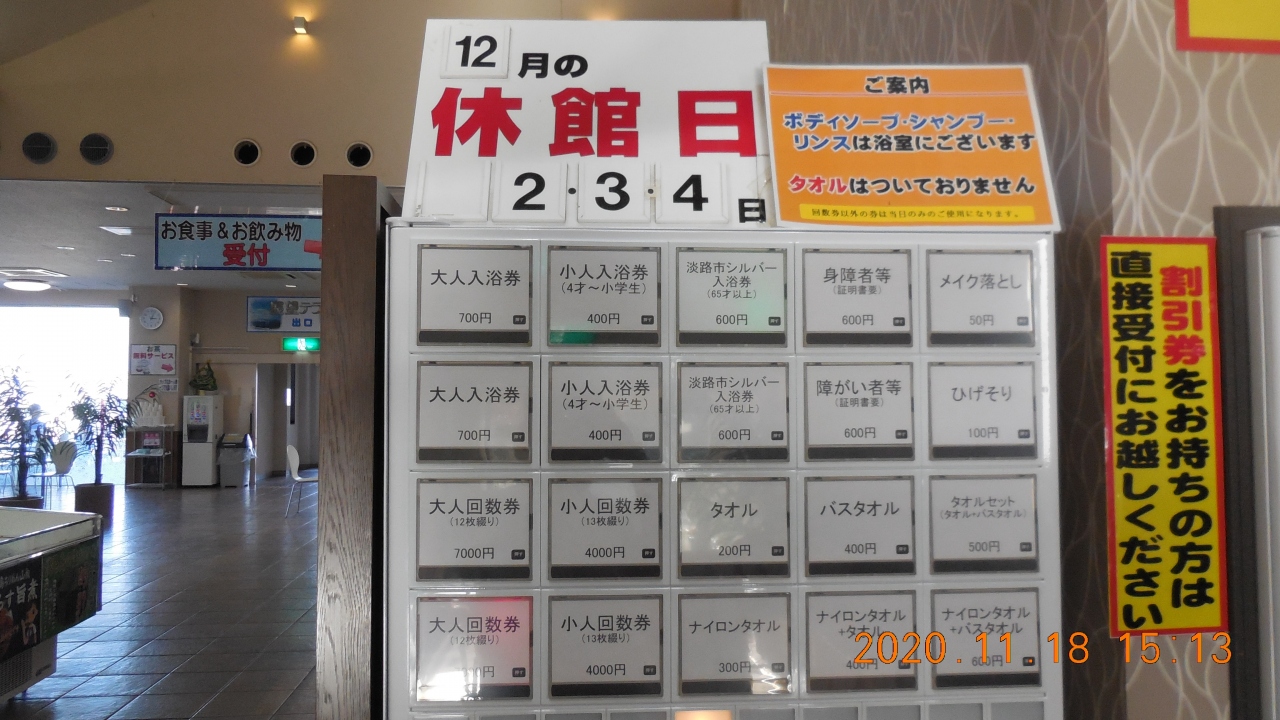 12月の
休館日
2・3・4日
ご案内
ボディソープ・シャンプー・
リンスは浴室にございます
タオルはついておりません
回数券以外の券は当日のみのご使用になります。
お食事&お飲み物
受付
出口
お茶
無料サービス
大人入浴券
700円
小人入浴券
(4才〜小学生)
400円
淡路市シルバー
入浴券
(65才以上)
600円
身障者等
(証明書要)
600円
メイク落とし
50円
大人入浴券
700円
小人入浴券
(4才〜小学生)
400円
淡路市シルバー
入浴券
(65才以上)
600円
障がい者等
(証明書要)
600円
ひげそり
100円
大人回数券
(12枚綴り)
7000円
小人回数券
(13枚綴り)
4000円
タオル
200円
バスタオル
400円
タオルセット
(タオル+バスタオル)
500円
大人回数券
(12枚綴り)
小人回数券
(13枚綴り)
4000円
ナイロンタオル
300円
ナイロンタオル
+タオル
400円
ナイロンタオル
+バスタオル
600円
割引券をお持ちの方は
直接受付にお越しください
2020.11.18 15:13